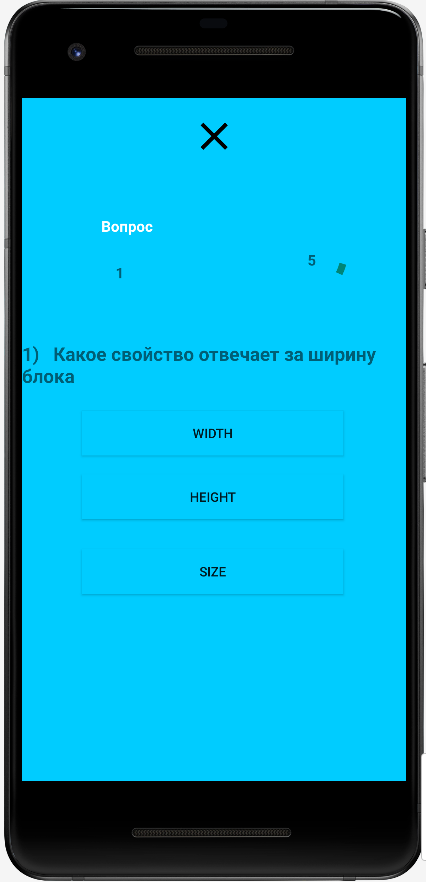 Вопрос
1
5
1) Какое свойство отвечает за ширину
блока
WIDTH
HEIGHT
SIZE